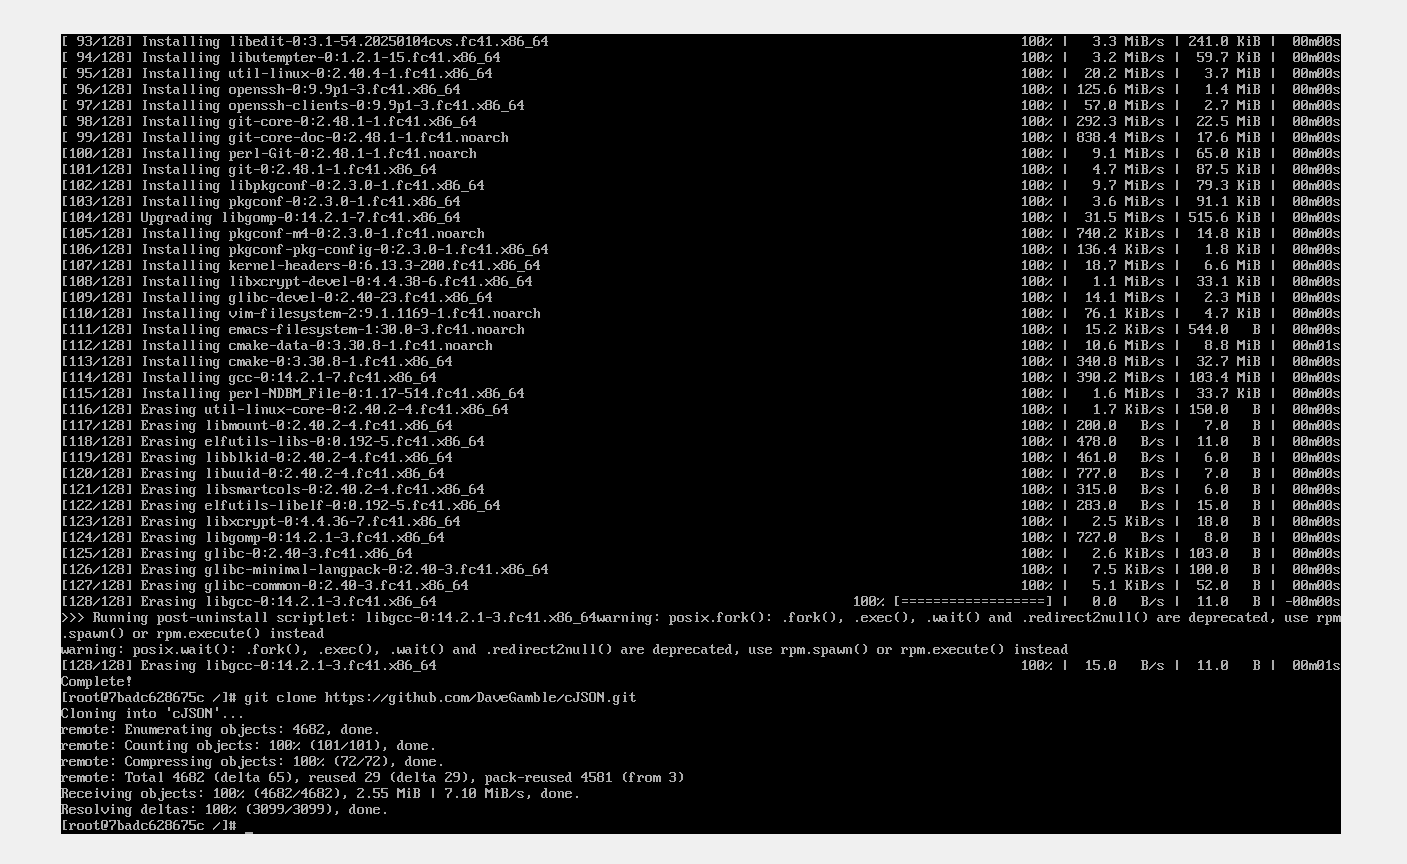 [ 93/128] Installing libedit-0:3.1-54.20250104cvs.fc41.x86_64 100% | 3.3 MiB/s | 241.0 KiB | 00m00s
[ 94/128] Installing libutempter-0:1.2.1-15.fc41.x86_64 100% | 3.2 MiB/s | 59.7 KiB | 00m00s
[ 95/128] Installing util-linux-0:2.40.4-1.fc41.x86_64 100% | 20.2 MiB/s | 3.7 MiB | 00m00s
[ 96/128] Installing openssh-0:9.9p1-3.fc41.x86_64 100% | 125.6 MiB/s | 1.4 MiB | 00m00s
[ 97/128] Installing openssh-clients-0:9.9p1-3.fc41.x86_64 100% | 57.0 MiB/s | 2.7 MiB | 00m00s
[ 98/128] Installing git-core-0:2.48.1-1.fc41.x86_64 100% | 292.3 MiB/s | 22.5 MiB | 00m00s
[ 99/128] Installing git-core-doc-0:2.48.1-1.fc41.noarch 100% | 838.4 MiB/s | 17.6 MiB | 00m00s
[100/128] Installing perl-Git-0:2.48.1-1.fc41.noarch 100% | 9.1 MiB/s | 65.0 KiB | 00m00s
[101/128] Installing git-0:2.48.1-1.fc41.x86_64 100% | 4.7 MiB/s | 87.5 KiB | 00m00s
[102/128] Installing libpkgconf-0:2.3.0-1.fc41.x86_64 100% | 9.7 MiB/s | 79.3 KiB | 00m00s
[103/128] Installing pkgconf-0:2.3.0-1.fc41.x86_64 100% | 3.6 MiB/s | 91.1 KiB | 00m00s
[104/128] Upgrading libgomp-0:14.2.1-7.fc41.x86_64 100% | 31.5 MiB/s | 515.6 KiB | 00m00s
[105/128] Installing pkgconf-m4-0:2.3.0-1.fc41.noarch 100% | 740.2 KiB/s | 14.8 KiB | 00m00s
[106/128] Installing pkgconf-pkg-config-0:2.3.0-1.fc41.x86_64 100% | 136.4 KiB/s | 1.8 KiB | 00m00s
[107/128] Installing kernel-headers-0:6.13.3-200.fc41.x86_64 100% | 18.7 MiB/s | 6.6 MiB | 00m00s
[108/128] Installing libxcrypt-devel-0:4.4.38-6.fc41.x86_64 100% | 1.1 MiB/s | 33.1 KiB | 00m00s
[109/128] Installing glibc-devel-0:2.40-23.fc41.x86_64 100% | 14.1 MiB/s | 2.3 MiB | 00m00s
[110/128] Installing vim-filesystem-2:9.1.1169-1.fc41.noarch 100% | 76.1 KiB/s | 4.7 KiB | 00m00s
[111/128] Installing emacs-filesystem-1:30.0-3.fc41.noarch 100% | 15.2 KiB/s | 544.0 B | 00m00s
[112/128] Installing cmake-data-0:3.30.8-1.fc41.noarch 100% | 10.6 MiB/s | 8.8 MiB | 00m01s
[113/128] Installing cmake-0:3.30.8-1.fc41.x86_64 100% | 340.8 MiB/s | 32.7 MiB | 00m00s
[114/128] Installing gcc-0:14.2.1-7.fc41.x86_64 100% | 390.2 MiB/s | 103.4 MiB | 00m00s
[115/128] Installing perl-NDBM_File-0:1.17-514.fc41.x86_64 100% | 1.6 MiB/s | 33.7 KiB | 00m00s
[116/128] Erasing util-linux-core-0:2.40.2-4.fc41.x86_64 100% | 1.7 KiB/s | 150.0 B | 00m00s
[117/128] Erasing libmount-0:2.40.2-4.fc41.x86_64 100% | 200.0 B/s | 7.0 B | 00m00s
[118/128] Erasing elfutils-libs-0:0.192-5.fc41.x86_64 100% | 478.0 B/s | 11.0 B | 00m00s
[119/128] Erasing libblkid-0:2.40.2-4.fc41.x86_64 100% | 461.0 B/s | 6.0 B | 00m00s
[120/128] Erasing libuuid-0:2.40.2-4.fc41.x86_64 100% | 777.0 B/s | 7.0 B | 00m00s
[121/128] Erasing libsmartcols-0:2.40.2-4.fc41.x86_64 100% | 315.0 B/s | 6.0 B | 00m00s
[122/128] Erasing elfutils-libelf-0:0.192-5.fc41.x86_64 100% | 283.0 B/s | 15.0 B | 00m00s
[123/128] Erasing libxcrypt-0:4.4.36-7.fc41.x86_64 100% | 2.5 KiB/s | 18.0 B | 00m00s
[124/128] Erasing libgomp-0:14.2.1-3.fc41.x86_64 100% | 727.0 B/s | 8.0 B | 00m00s
[125/128] Erasing glibc-0:2.40-3.fc41.x86_64 100% | 2.6 KiB/s | 103.0 B | 00m00s
[126/128] Erasing glibc-minimal-langpack-0:2.40-3.fc41.x86_64 100% | 7.5 KiB/s | 100.0 B | 00m00s
[127/128] Erasing glibc-common-0:2.40-3.fc41.x86_64 100% | 5.1 KiB/s | 52.0 B | 00m00s
[128/128] Erasing libgcc-0:14.2.1-3.fc41.x86_64 100% [==================] | 0.0 B/s | 11.0 B | -00m00s
>>> Running post-uninstall scriptlet: libgcc-0:14.2.1-3.fc41.x86_64warning: posix.fork(): .fork(), .exec(), .wait() and .redirect2null() are deprecated, use rpm
.spawn() or rpm.execute() instead
warning: posix.wait(): .fork(), .exec(), .wait() and .redirect2null() are deprecated, use rpm.spawn() or rpm.execute() instead
[128/128] Erasing libgcc-0:14.2.1-3.fc41.x86_64 100% | 15.0 B/s | 11.0 B | 00m01s
Complete!
[root@7badc628675c /]# git clone https://github.com/DaveGamble/cJSON.git
Cloning into 'cJSON'...
remote: Enumerating objects: 4682, done.
remote: Counting objects: 100% (101/101), done.
remote: Compressing objects: 100% (72/72), done.
remote: Total 4682 (delta 65), reused 29 (delta 29), pack-reused 4581 (from 3)
Receiving objects: 100% (4682/4682), 2.55 MiB | 7.10 MiB/s, done.
Resolving deltas: 100% (3099/3099), done.
[root@7badc628675c /]# _